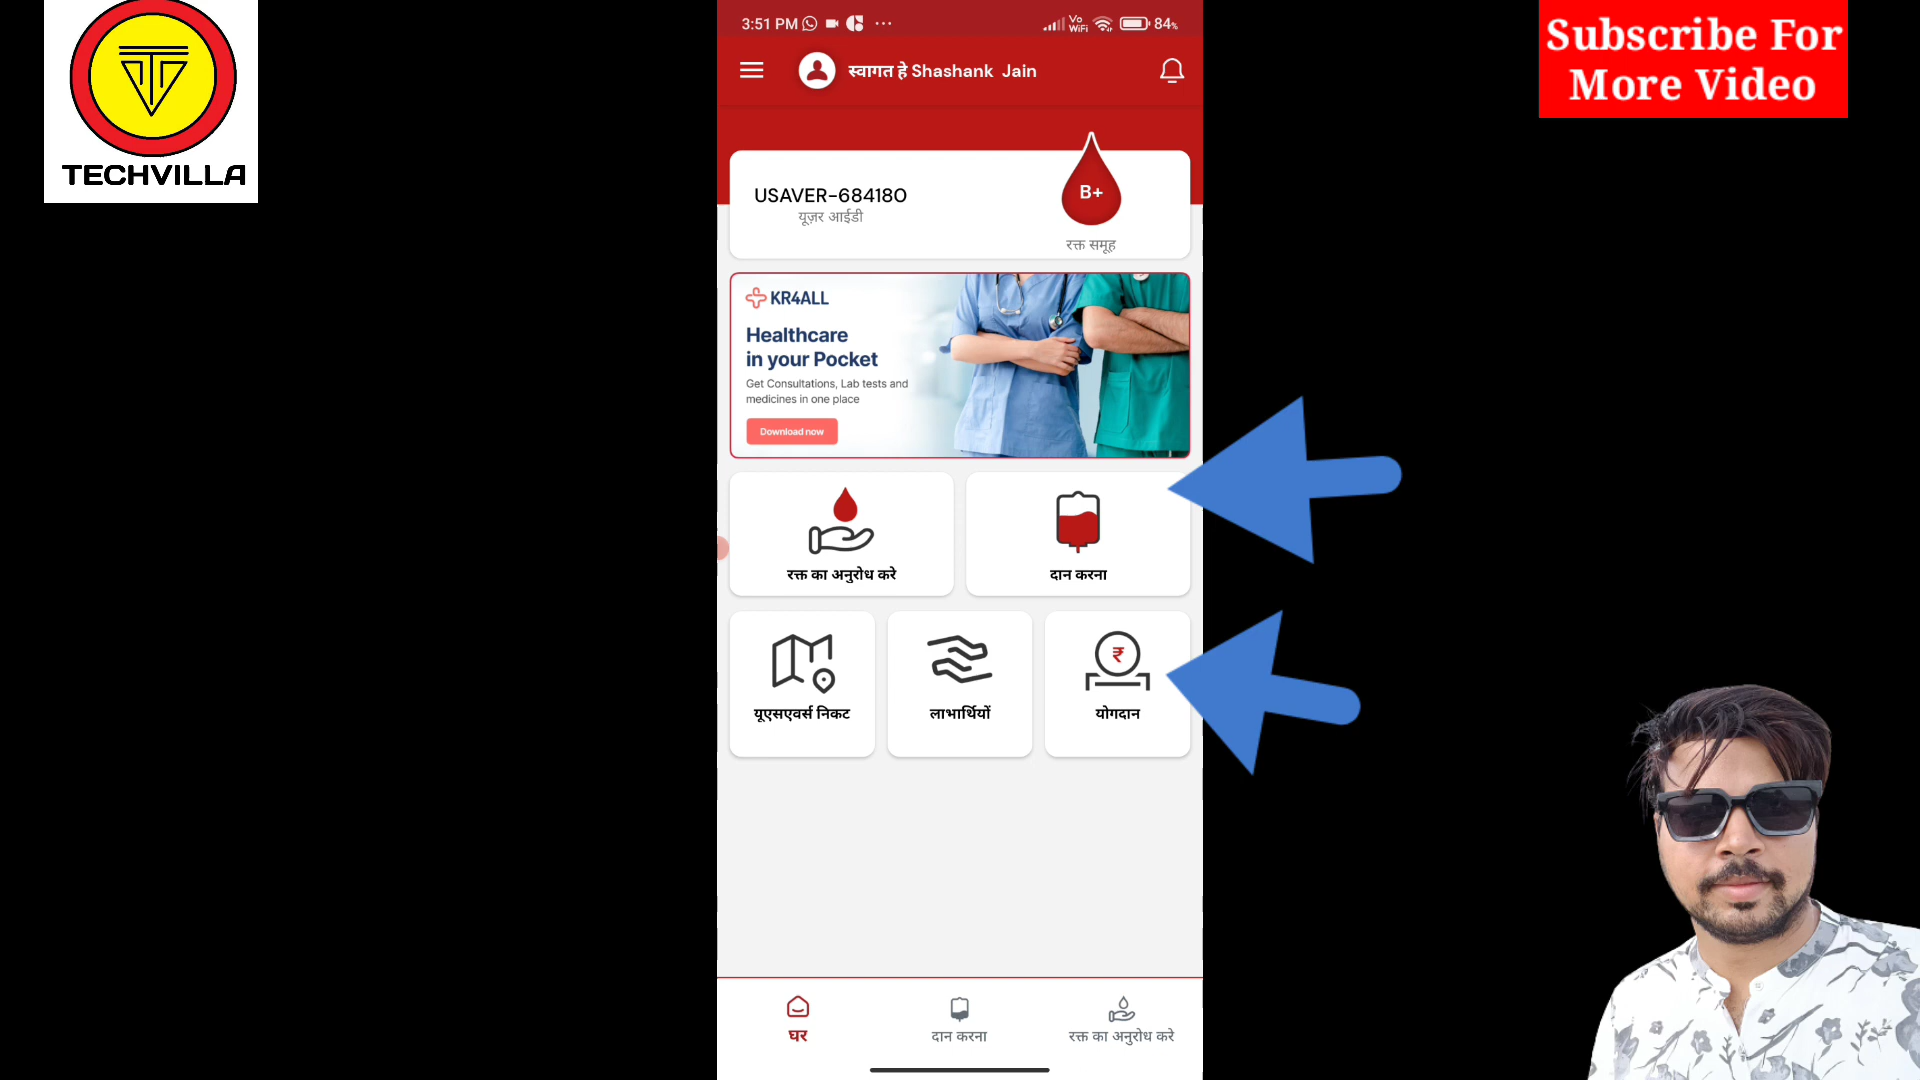 TECHVILLA
3:51 PM
Vo
WiFi
84%
Subscribe For
More Video
स्वागत हे Shashank Jain
USAVER-684180
यूज़र आईडी
B+
रक्त समूह
KR4ALL
Healthcare
in your Pocket
Get Consultations, Lab tests and
medicines in one place
Download now
रक्त का अनुरोध करे
दान करना
यूएसएवर्स निकट
लाभार्थियों
₹
योगदान
घर
दान करना
रक्त का अनुरोध करे